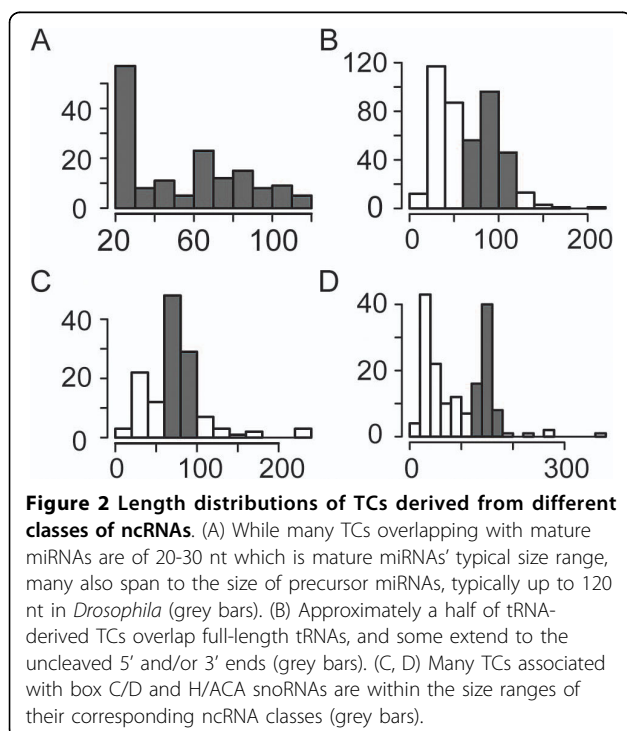 A
40
20
0
20 60 100
B
120
80
40
0
0 100 200
C
40
20
0
0 100 200
D
40
20
0
0 300
Figure 2 Length distributions of TCs derived from different
classes of ncRNAs. (A) While many TCs overlapping with mature
miRNAs are of 20-30 nt which is mature miRNAs' typical size range,
many also span to the size of precursor miRNAs, typically up to 120
nt in Drosophila (grey bars). (B) Approximately a half of tRNA-
derived TCs overlap full-length tRNAs, and some extend to the
uncleaved 5' and/or 3' ends (grey bars). (C, D) Many TCs associated
with box C/D and H/ACA snoRNAs are within the size ranges of
their corresponding ncRNA classes (grey bars).